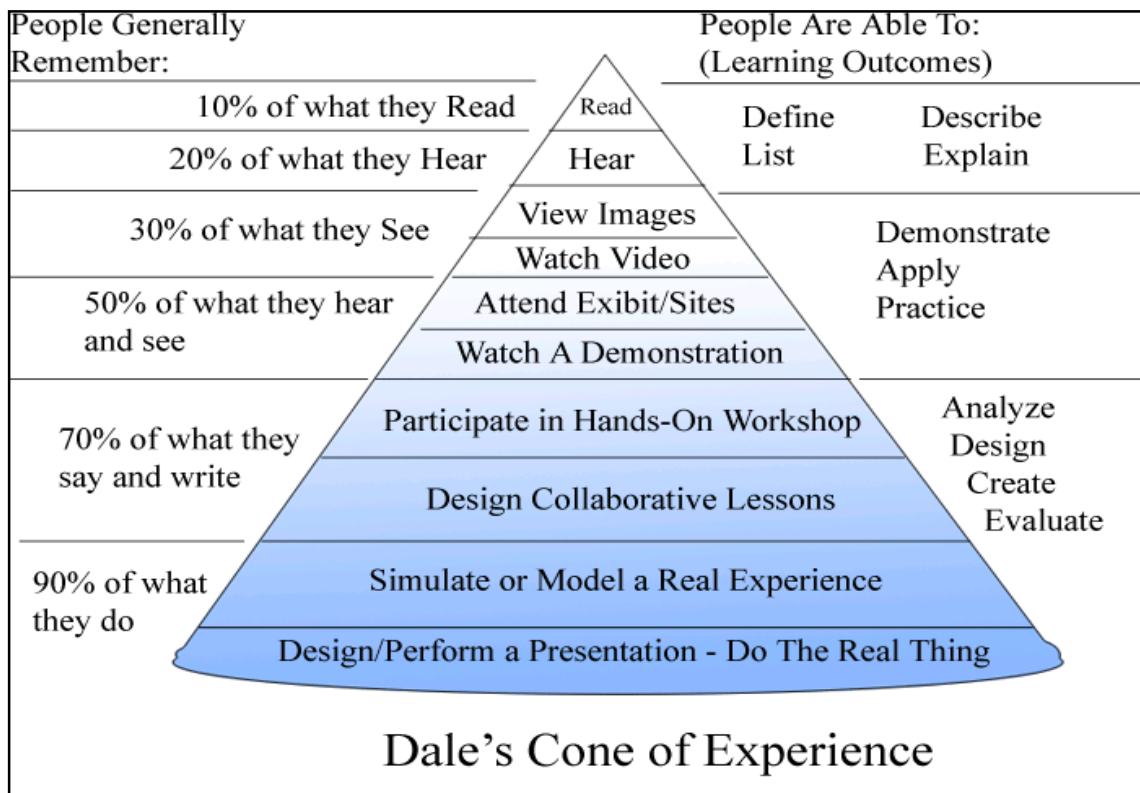 People Generally
Remember:
People Are Able To:
(Learning Outcomes)
10% of what they Read
Read
Define
Describe
List
Explain
20% of what they Hear
Hear
30% of what they See
View Images
Watch Video
Demonstrate
Apply
Practice
50% of what they hear
and see
Attend Exibit/Sites
Watch A Demonstration
70% of what they
say and write
Participate in Hands-On Workshop
Design Collaborative Lessons
Analyze
Design
Create
Evaluate
90% of what
they do
Simulate or Model a Real Experience
Design/Perform a Presentation - Do The Real Thing
Dale's Cone of Experience